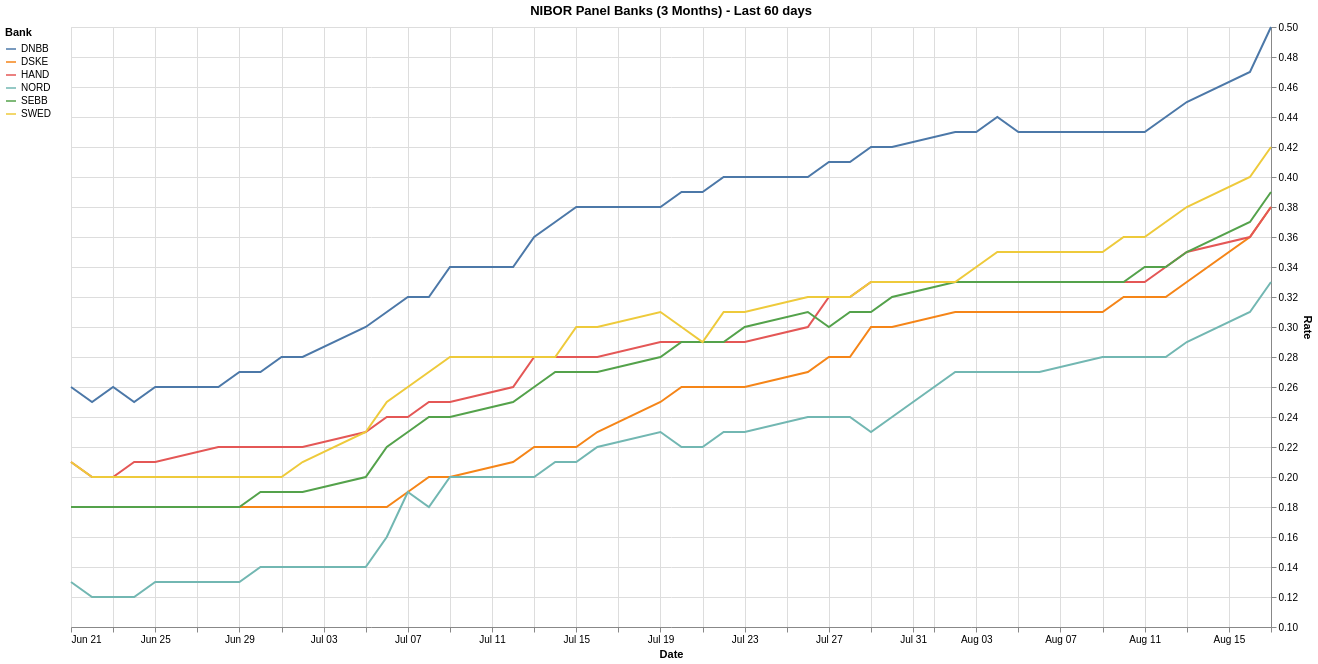 NIBOR Panel Banks (3 Months) - Last 60 days
Bank
DNBB
DSKE
HAND
NORD
SEBB
SWED
0.50
0.48
0.46
0.44
0.42
0.40
0.38
0.36
0.34
0.32
0.30
0.28
0.26
0.24
0.22
0.20
0.18
0.16
0.14
0.12
0.10
Rate
Jun 21 Jun 25 Jun 29 Jul 03 Jul 07 Jul 11 Jul 15 Jul 19 Jul 23 Jul 27 Jul 31 Aug 03 Aug 07 Aug 11 Aug 15
Date